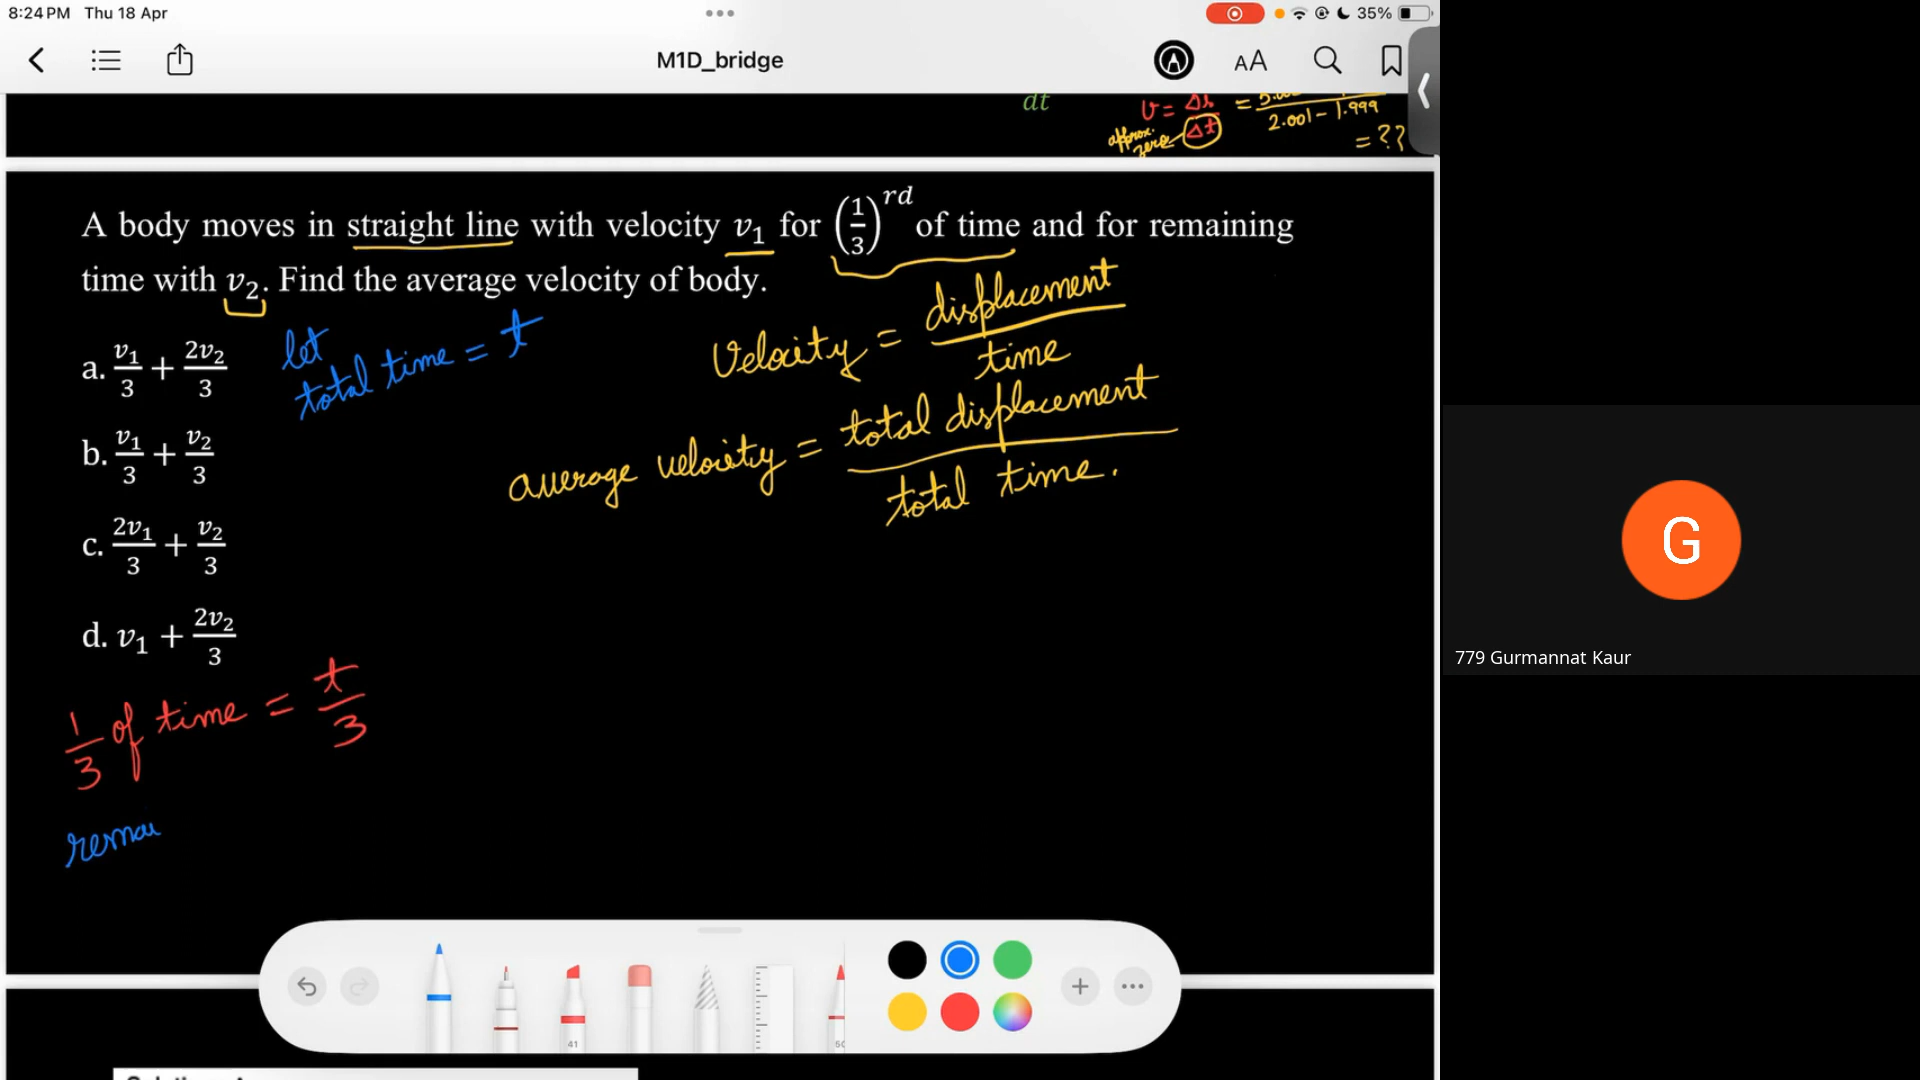 8:24 PM Thu 18 Apr
35%
M1D_bridge
AA
dt
v = Δs/Δt = 2.001 - 1.999
approx. zero
= ??
A body moves in straight line with velocity v₁ for (1/3)^rd of time and for remaining
time with v₂. Find the average velocity of body.
a. v₁/3 + 2v₂/3
b. v₁/3 + v₂/3
c. 2v₁/3 + v₂/3
d. v₁ + 2v₂/3
let
total time = t
Velocity = displacement/time
average velocity = total displacement/total time.
1/3 of time = t/3
remai
41
G
779 Gurmannat Kaur